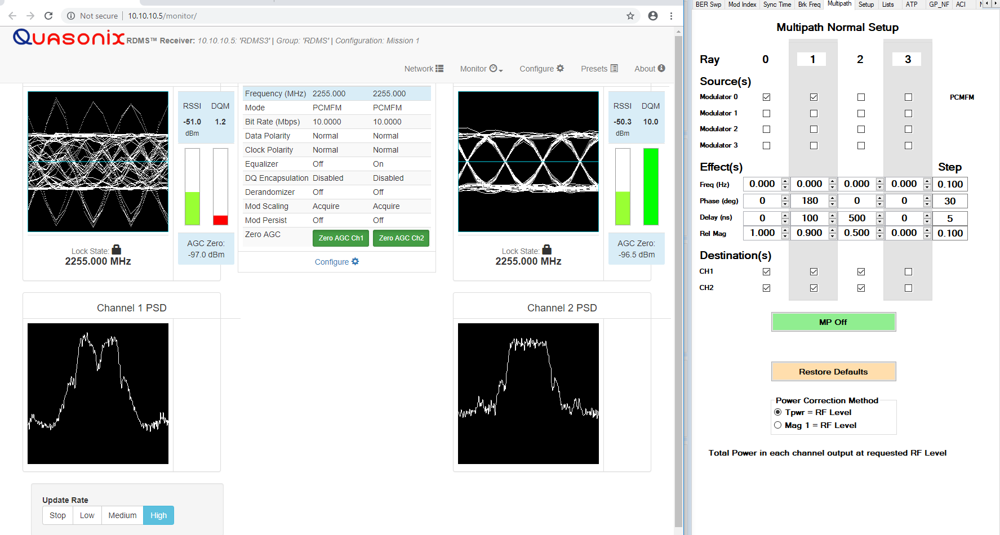 Not secure | 10.10.10.5/monitor/
QUASONIX RDMS™ Receiver: 10.10.10.5: 'RDMS3' | Group: 'RDMS' | Configuration: Mission 1
Network Monitor Configure Presets About
RSSI DQM
-51.0 1.2
dBm
AGC Zero:
-97.0 dBm
Lock State:
2255.000 MHz
Frequency (MHz) 2255.000 2255.000
Mode PCMFM PCMFM
Bit Rate (Mbps) 10.0000 10.0000
Data Polarity Normal Normal
Clock Polarity Normal Normal
Equalizer Off On
DQ Encapsulation Disabled Disabled
Derandomizer Off Off
Mod Scaling Acquire Acquire
Mod Persist Off Off
Zero AGC Zero AGC Ch1 Zero AGC Ch2
Configure
RSSI DQM
-50.3 10.0
dBm
AGC Zero:
-96.5 dBm
Lock State:
2255.000 MHz
Channel 1 PSD
Channel 2 PSD
Update Rate
Stop Low Medium High
BER Swp Mod Index Sync Time Brk Freq Multipath Setup Lists ATP GP_NF ACI
Multipath Normal Setup
Ray 0 1 2 3
Source(s)
Modulator 0 PCMFM
Modulator 1
Modulator 2
Modulator 3
Effect(s) Step
Freq (Hz) 0.000 0.000 0.000 0.000 0.100
Phase (deg) 0 180 0 0 30
Delay (ns) 0 100 500 0 5
Rel Mag 1.000 0.900 0.500 0.000 0.100
Destination(s)
CH1
CH2
MP Off
Restore Defaults
Power Correction Method
Tpwr = RF Level
Mag 1 = RF Level
Total Power in each channel output at requested RF Level